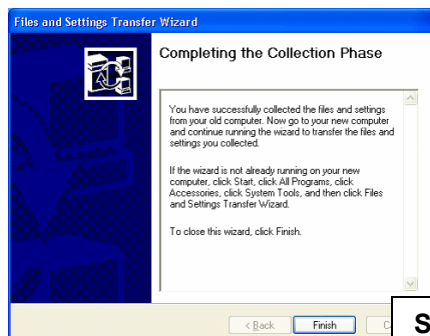 Files and Settings Transfer Wizard
Completing the Collection Phase
You have successfully collected the files and settings
from your old computer. Now go to your new computer
and continue running the wizard to transfer the files and
settings you collected.
If the wizard is not already running on your new
computer, click Start, click All Programs, click
Accessories, click System Tools, and then click Files
and Settings Transfer Wizard.
To close this wizard, click Finish.
< Back Finish